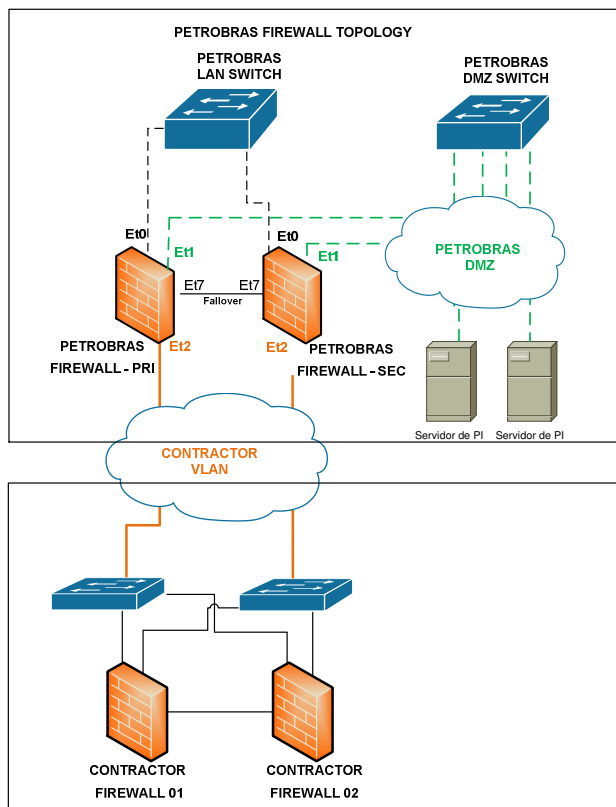 PETROBRAS FIREWALL TOPOLOGY
PETROBRAS
LAN SWITCH
PETROBRAS
DMZ SWITCH
Et0
Et1
Et0
Et1
PETROBRAS
DMZ
Et7
Et7
Fallover
Et2
Et2
PETROBRAS
FIREWALL - PRI
PETROBRAS
FIREWALL - SEC
Servidor de PI
Servidor de PI
CONTRACTOR
VLAN
CONTRACTOR
FIREWALL 01
CONTRACTOR
FIREWALL 02